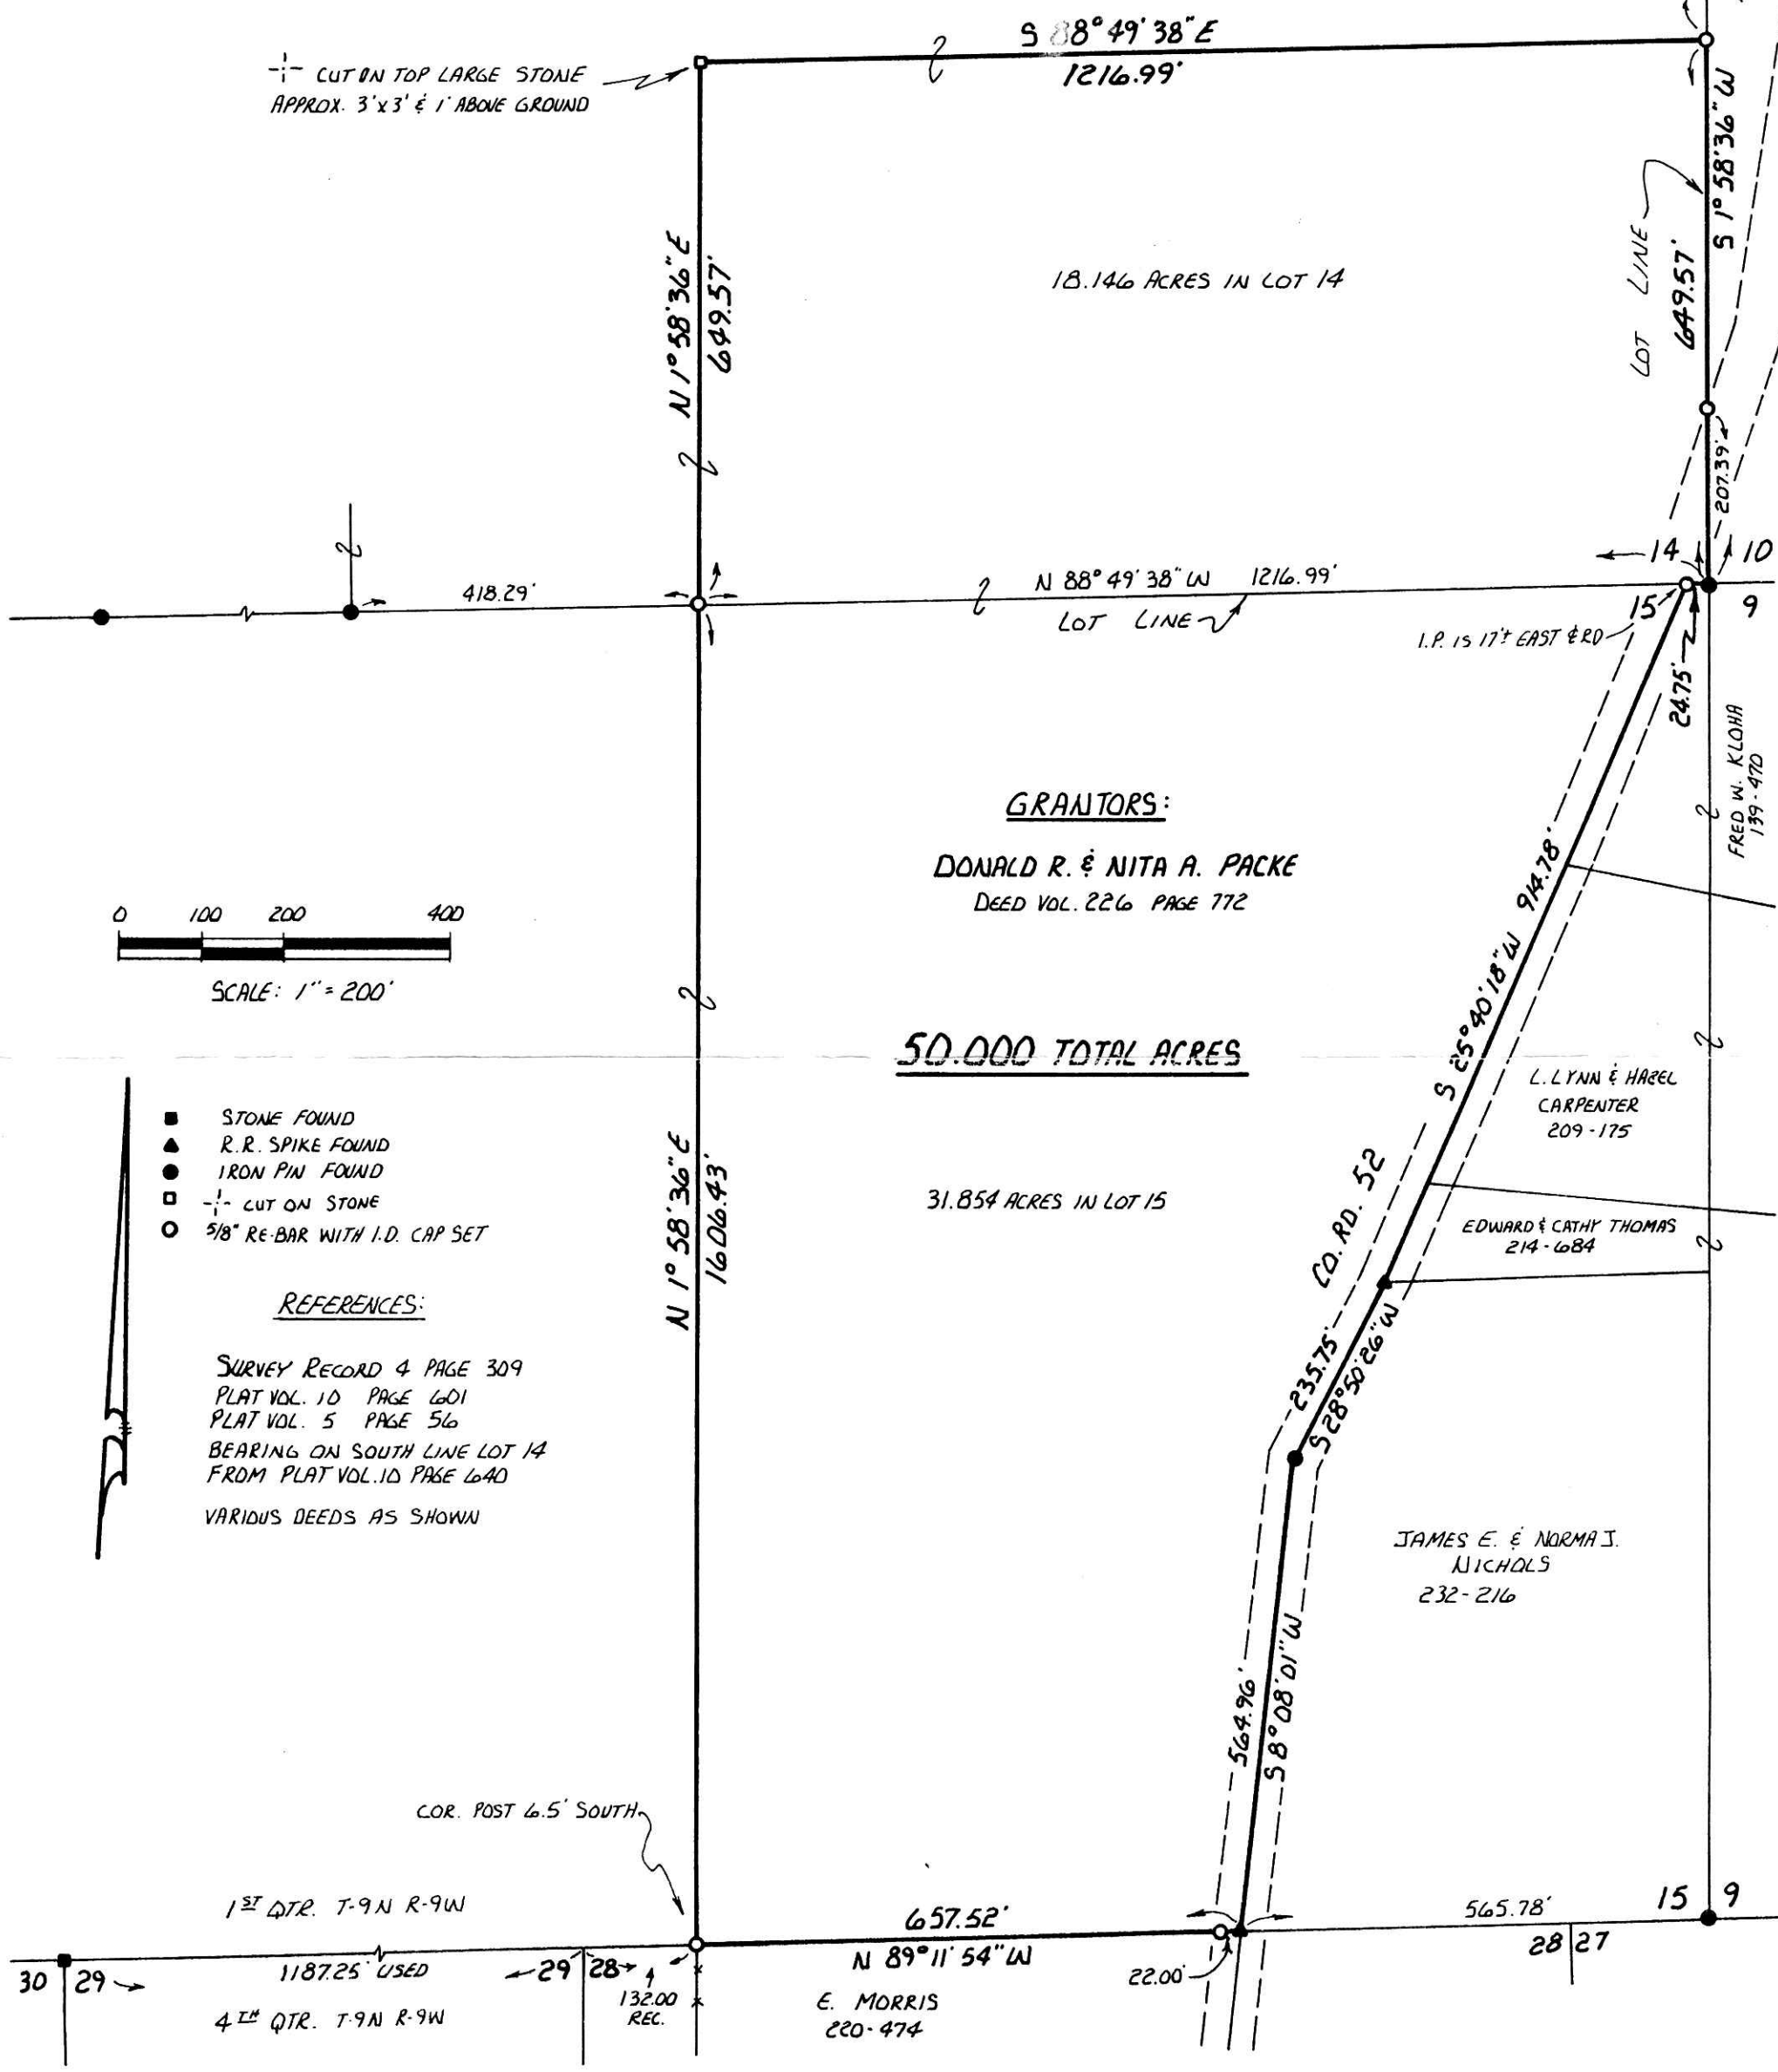 S 88° 49' 38" E
1216.99'
CUT ON TOP LARGE STONE
APPROX. 3' x 3' & 1' ABOVE GROUND
S 1° 58' 36" W
649.57'
LOT LINE
N 1° 58' 36" E
649.57'
18.146 ACRES IN LOT 14
207.39'
418.29'
N 88° 49' 38" W 1216.99'
LOT LINE
14
10
15
9
I.P. IS 17'± EAST ₵ RD
24.75'
FRED W. KLOHA
139-470
GRANTORS:
DONALD R. & NITA A. PACKE
DEED VOL. 226 PAGE 772
S 25° 40' 18" W 914.78'
0 100 200 400
SCALE: 1" = 200'
50.000 TOTAL ACRES
L. LYNN & HAZEL
CARPENTER
209-175
STONE FOUND
R.R. SPIKE FOUND
IRON PIN FOUND
CUT ON STONE
5/8" RE-BAR WITH I.D. CAP SET
N 1° 58' 36" E
1606.43'
31.854 ACRES IN LOT 15
CO. RD. 52
EDWARD & CATHY THOMAS
214-684
REFERENCES:
SURVEY RECORD 4 PAGE 309
PLAT VOL. 10 PAGE 601
PLAT VOL. 5 PAGE 56
BEARING ON SOUTH LINE LOT 14
FROM PLAT VOL. 10 PAGE 640
VARIOUS DEEDS AS SHOWN
235.75'
S 28° 50' 26" W
JAMES E. & NORMA J.
NICHOLS
232-216
564.96'
S 8° 08' 01" W
COR. POST 6.5' SOUTH
1ST QTR. T-9N R-9W
657.52'
N 89° 11' 54" W
565.78'
15 9
30 29
1187.25' USED
29 28
132.00
REC.
22.00'
28 27
4TH QTR. T-9N R-9W
E. MORRIS
220-474